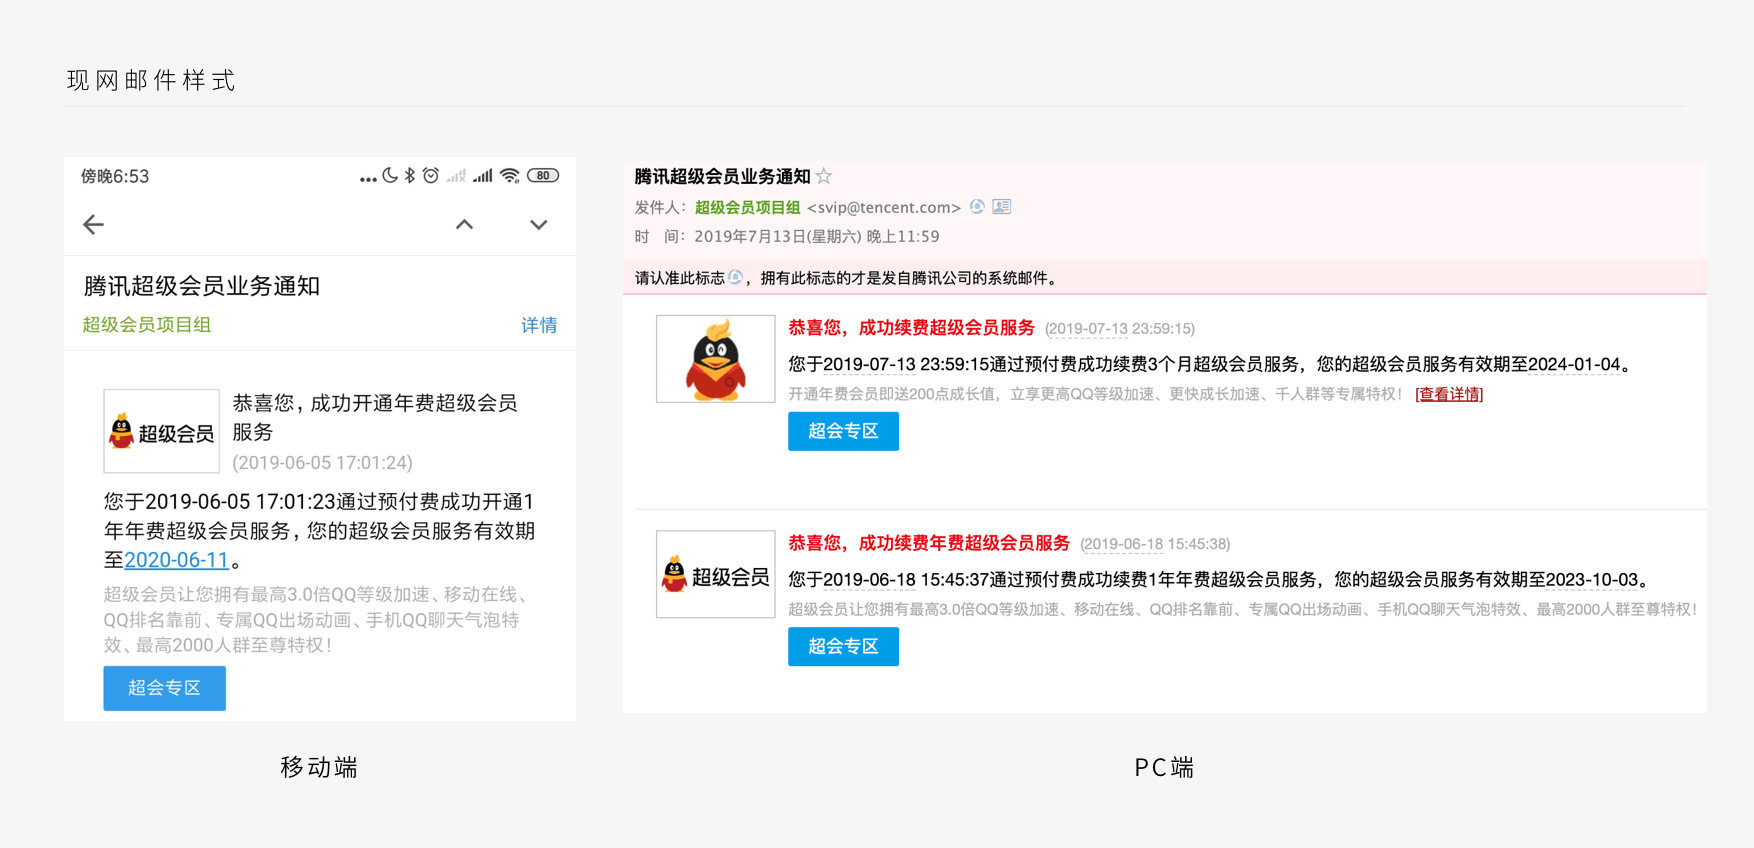 现网邮件样式
傍晚6:53
80
腾讯超级会员业务通知
超级会员项目组 详情
超级会员
恭喜您，成功开通年费超级会员
服务
(2019-06-05 17:01:24)
您于2019-06-05 17:01:23通过预付费成功开通1
年年费超级会员服务，您的超级会员服务有效期
至2020-06-11。
超级会员让您拥有最高3.0倍QQ等级加速、移动在线、
QQ排名靠前、专属QQ出场动画、手机QQ聊天气泡特
效、最高2000人群至尊特权！
超会专区
移动端
腾讯超级会员业务通知
发件人：超级会员项目组 <svip@tencent.com>
时 间：2019年7月13日(星期六) 晚上11:59
请认准此标志，拥有此标志的才是发自腾讯公司的系统邮件。
恭喜您，成功续费超级会员服务 (2019-07-13 23:59:15)
您于2019-07-13 23:59:15通过预付费成功续费3个月超级会员服务，您的超级会员服务有效期至2024-01-04。
开通年费会员即送200点成长值，立享更高QQ等级加速、更快成长加速、千人群等专属特权！ [查看详情]
超会专区
超级会员
恭喜您，成功续费年费超级会员服务 (2019-06-18 15:45:38)
您于2019-06-18 15:45:37通过预付费成功续费1年年费超级会员服务，您的超级会员服务有效期至2023-10-03。
超级会员让您拥有最高3.0倍QQ等级加速、移动在线、QQ排名靠前、专属QQ出场动画、手机QQ聊天气泡特效、最高2000人群至尊特权！
超会专区
PC端